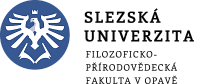 SLEZSKÁ
UNIVERZITA
FILOZOFICKO-
PŘÍRODOVĚDECKÁ
FAKULTA V OPAVĚ